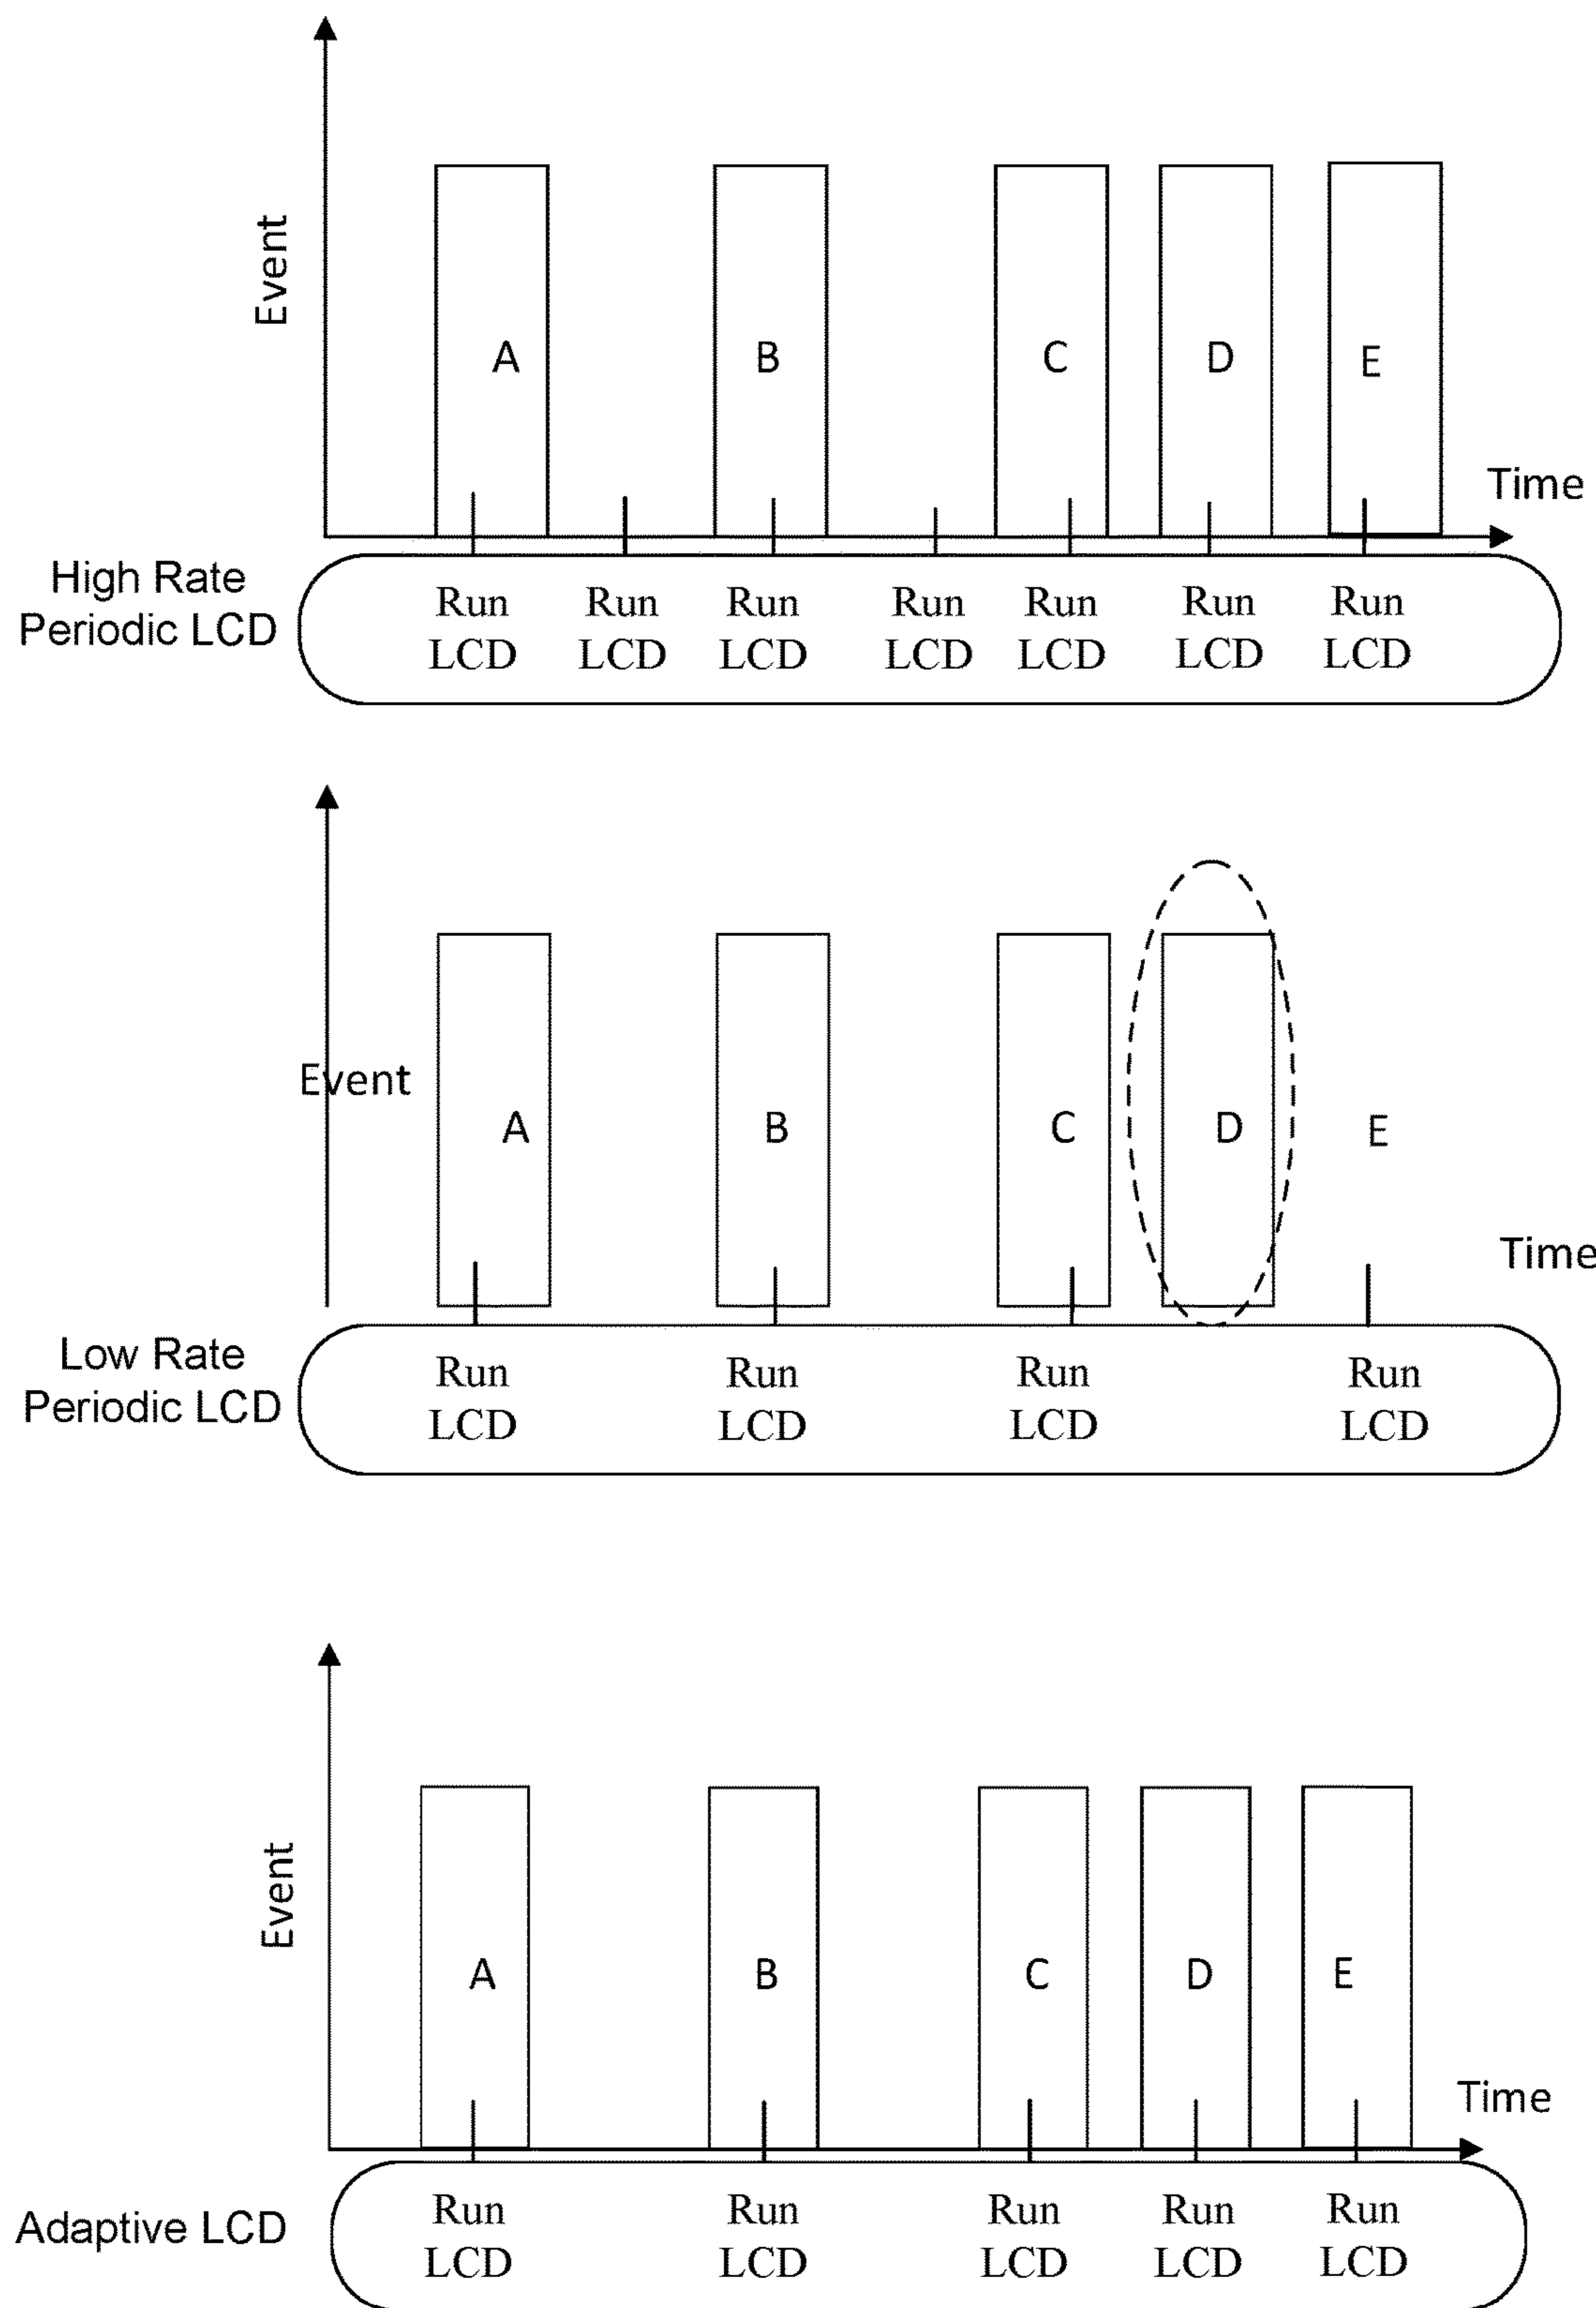 Event
A
B
C
D
E
Time
High Rate
Periodic LCD
Run Run Run Run Run Run Run
LCD LCD LCD LCD LCD LCD LCD
Event
A
B
C
D
E
Time
Low Rate
Periodic LCD
Run Run Run Run
LCD LCD LCD LCD
Event
A
B
C
D
E
Time
Adaptive LCD
Run Run Run Run Run
LCD LCD LCD LCD LCD